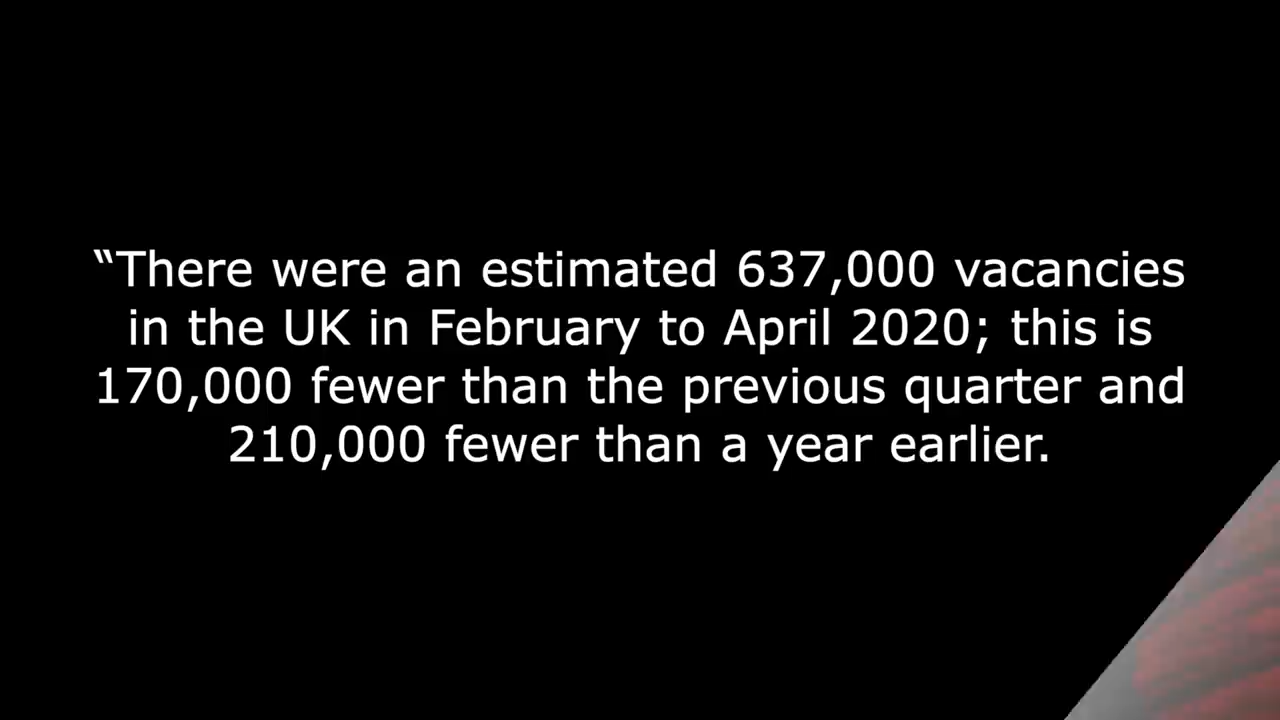 “There were an estimated 637,000 vacancies
in the UK in February to April 2020; this is
170,000 fewer than the previous quarter and
210,000 fewer than a year earlier.